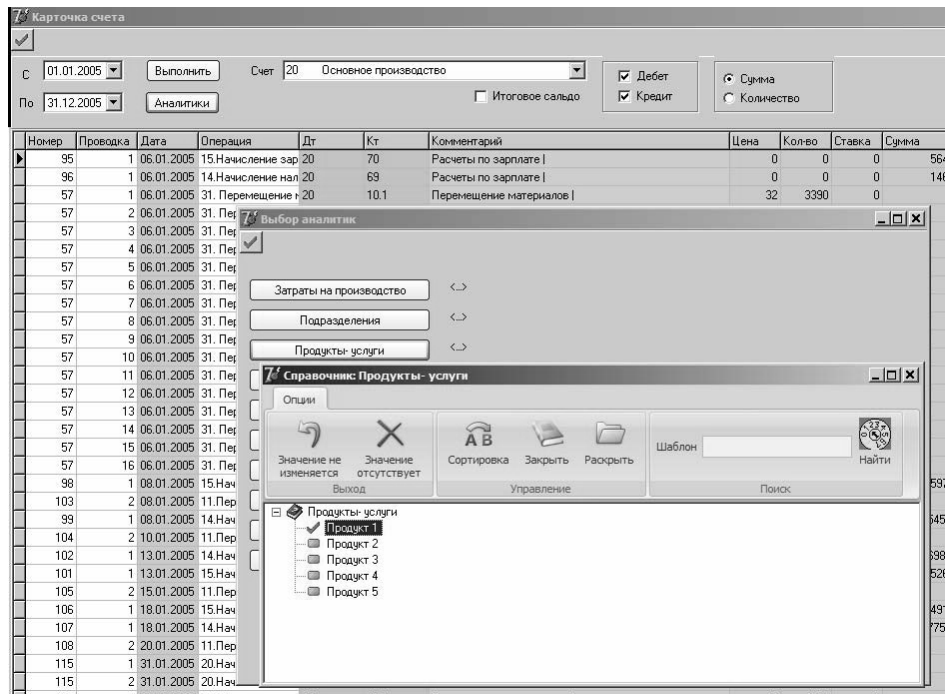 Карточка счета
С 01.01.2005 Выполнить Счет 20 Основное производство Дебет Сумма
По 31.12.2005 Аналитики Итоговое сальдо Кредит Количество
Номер Проводка Дата Операция Дт Кт Комментарий Цена Кол-во Ставка Сумма
95 1 06.01.2005 15.Начисление зар 20 70 Расчеты по зарплате | 0 0 0 564
96 1 06.01.2005 14.Начисление нал 20 69 Расчеты по зарплате | 0 0 0 146
57 1 06.01.2005 31. Перемещение 20 10.1 Перемещение материалов | 32 3390 0
57 2 06.01.2005 31. Пер
57 3 06.01.2005 31. Пер
57 4 06.01.2005 31. Пер
57 5 06.01.2005 31. Пер
57 6 06.01.2005 31. Пер
57 7 06.01.2005 31. Пер
57 8 06.01.2005 31. Пер
57 9 06.01.2005 31. Пер
57 10 06.01.2005 31. Пер
57 11 06.01.2005 31. Пер
57 12 06.01.2005 31. Пер
57 13 06.01.2005 31. Пер
57 14 06.01.2005 31. Пер
57 15 06.01.2005 31. Пер
57 16 06.01.2005 31. Пер
98 1 08.01.2005 15.Нач 597
103 2 08.01.2005 11.Пер
99 1 08.01.2005 14.Нач 545
104 2 10.01.2005 11.Пер
102 1 13.01.2005 14.Нач 698
101 1 13.01.2005 15.Нач 526
105 2 15.01.2005 11.Пер
106 1 18.01.2005 15.Нач 491
107 1 18.01.2005 14.Нач 775
108 2 20.01.2005 11.Пер
115 1 31.01.2005 20.Нач
115 2 31.01.2005 20.Нач
Выбор аналитик
Затраты на производство <..>
Подразделения <..>
Продукты- услуги <..>
Справочник: Продукты- услуги
Опции
Значение не изменяется Значение отсутствует Сортировка Закрыть Раскрыть Шаблон Найти
Выход Управление Поиск
Продукты- услуги
Продукт 1
Продукт 2
Продукт 3
Продукт 4
Продукт 5